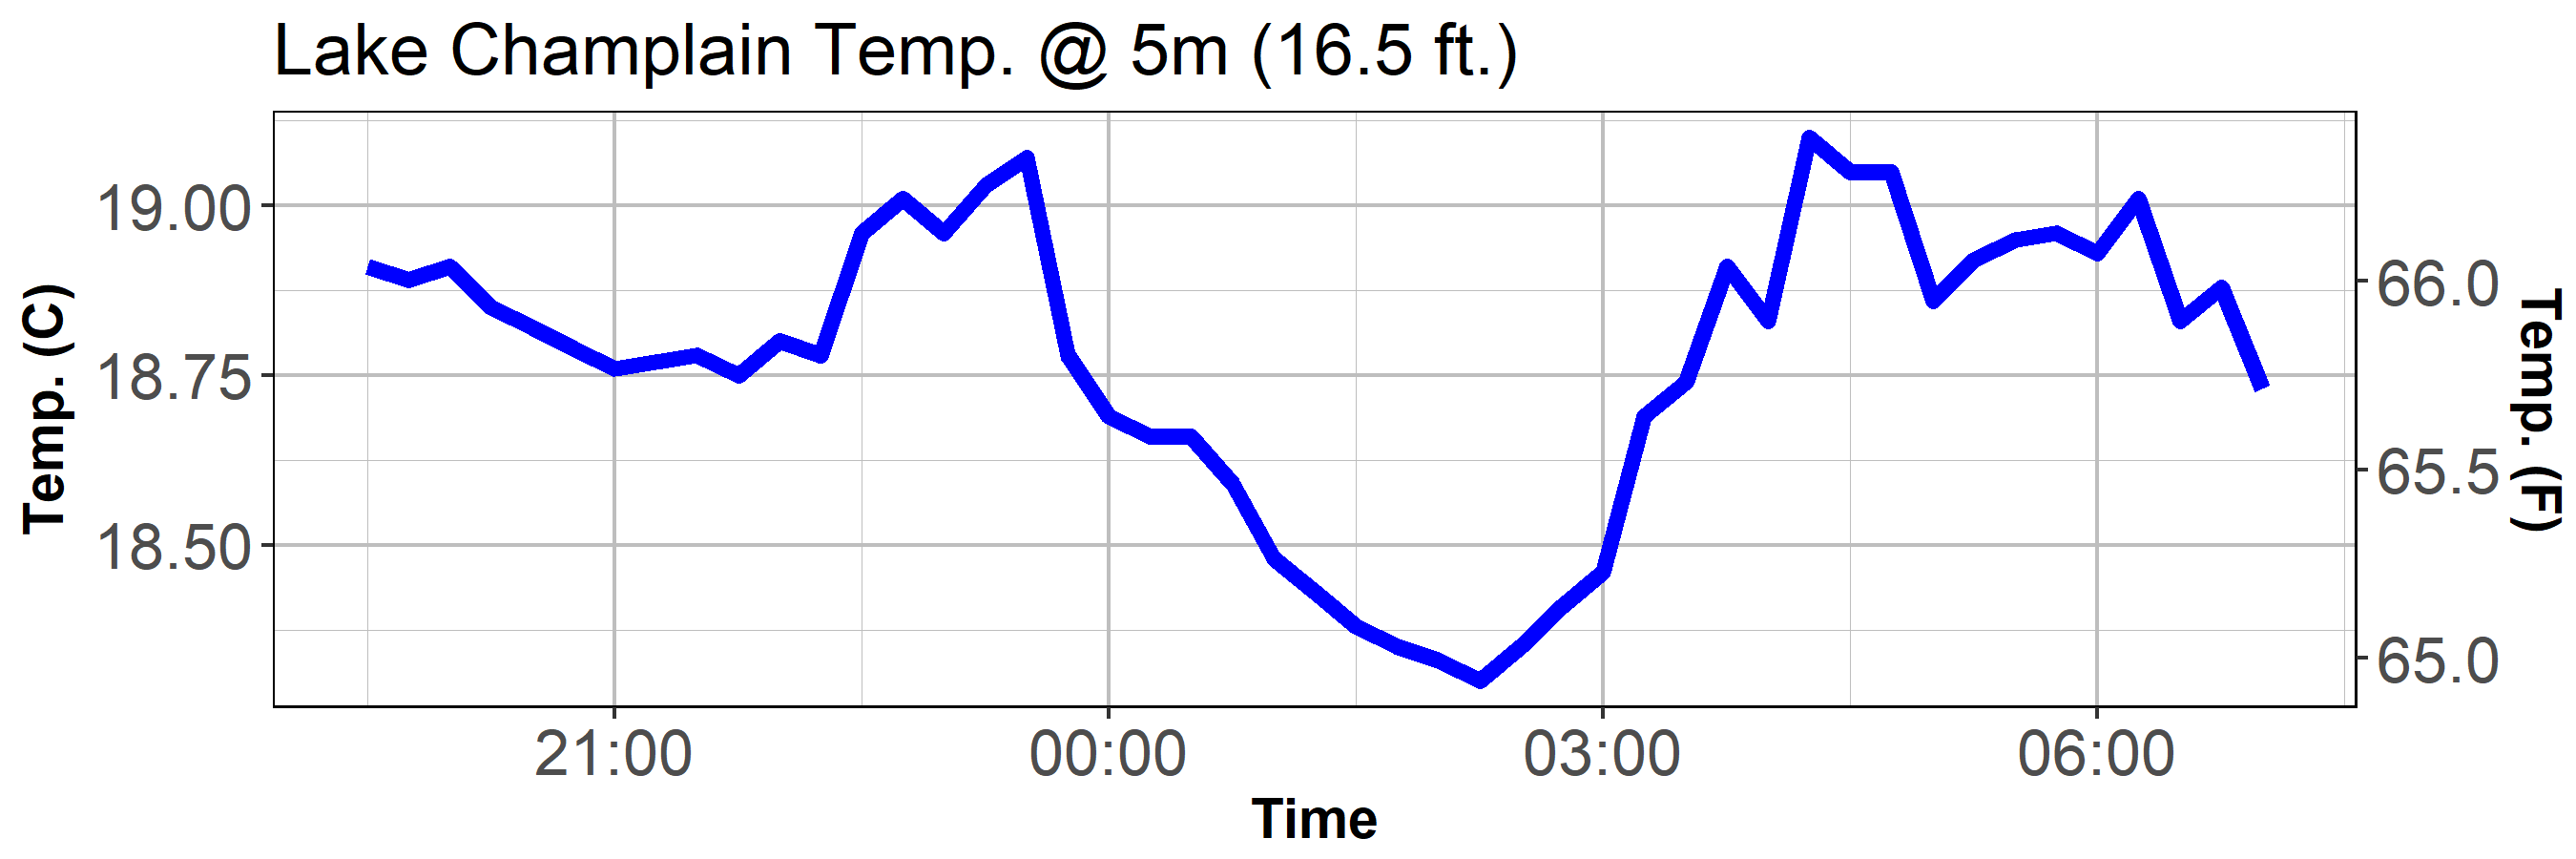 Lake Champlain Temp. @ 5m (16.5 ft.)
Temp. (C)
19.00
18.75
18.50
66.0
65.5
65.0
Temp. (F)
21:00 00:00 03:00 06:00
Time